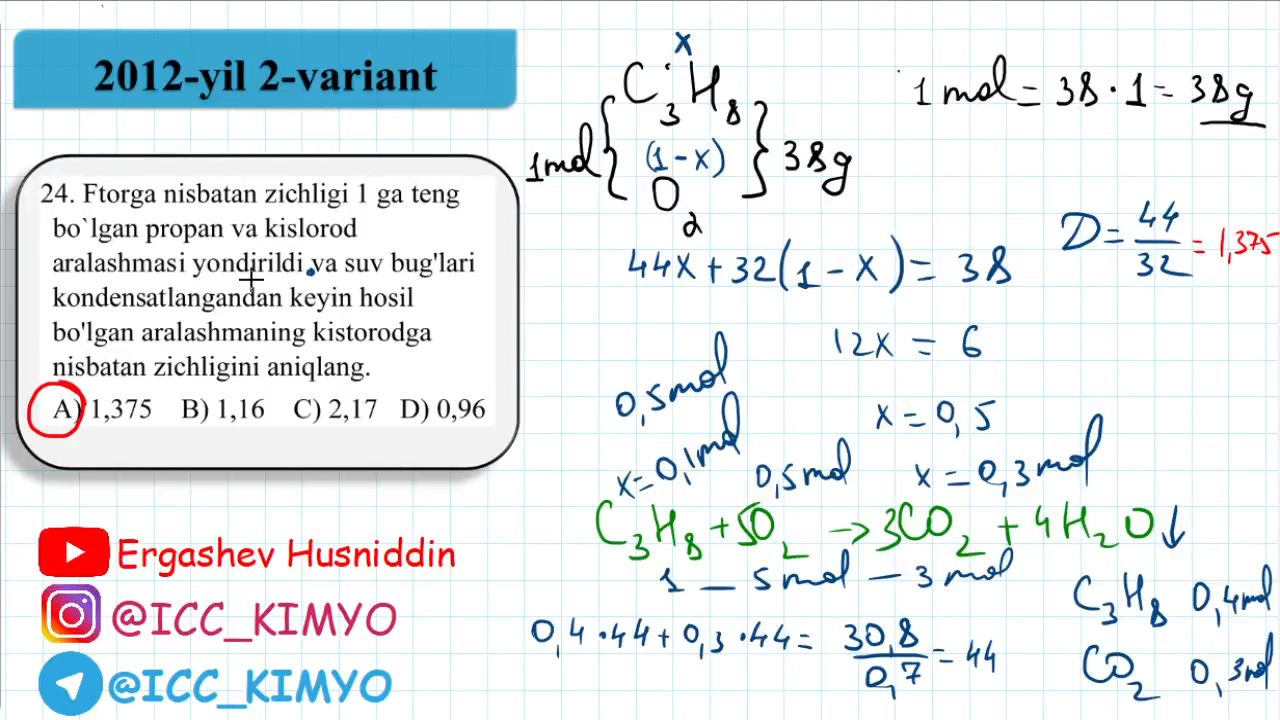 2012-yil 2-variant
24. Ftorga nisbatan zichligi 1 ga teng
bo`lgan propan va kislorod
aralashmasi yondirildi va suv bug'lari
kondensatlangandan keyin hosil
bo'lgan aralashmaning kistorodga
nisbatan zichligini aniqlang.
A) 1,375 B) 1,16 C) 2,17 D) 0,96
Ergashev Husniddin
@ICC_KIMYO
@ICC_KIMYO
x
C₃H₈
1mol { (1-x) } 38g
O₂
1 mol = 38 · 1 = 38g
44x + 32(1 - x) = 38
D = 44/32 = 1,375
12x = 6
0,5mol
x = 0,5
x=0,1mol 0,5mol x = 0,3mol
C₃H₈ + 5O₂ → 3CO₂ + 4H₂O↓
1 — 5mol — 3mol
C₃H₈ 0,4mol
0,4·44 + 0,3·44 = 30,8/0,7 = 44
CO₂ 0,3mol